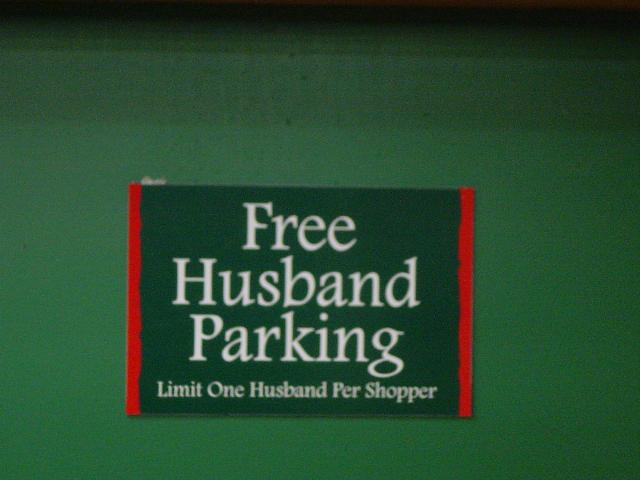 Free
Husband
Parking
Limit One Husband Per Shopper